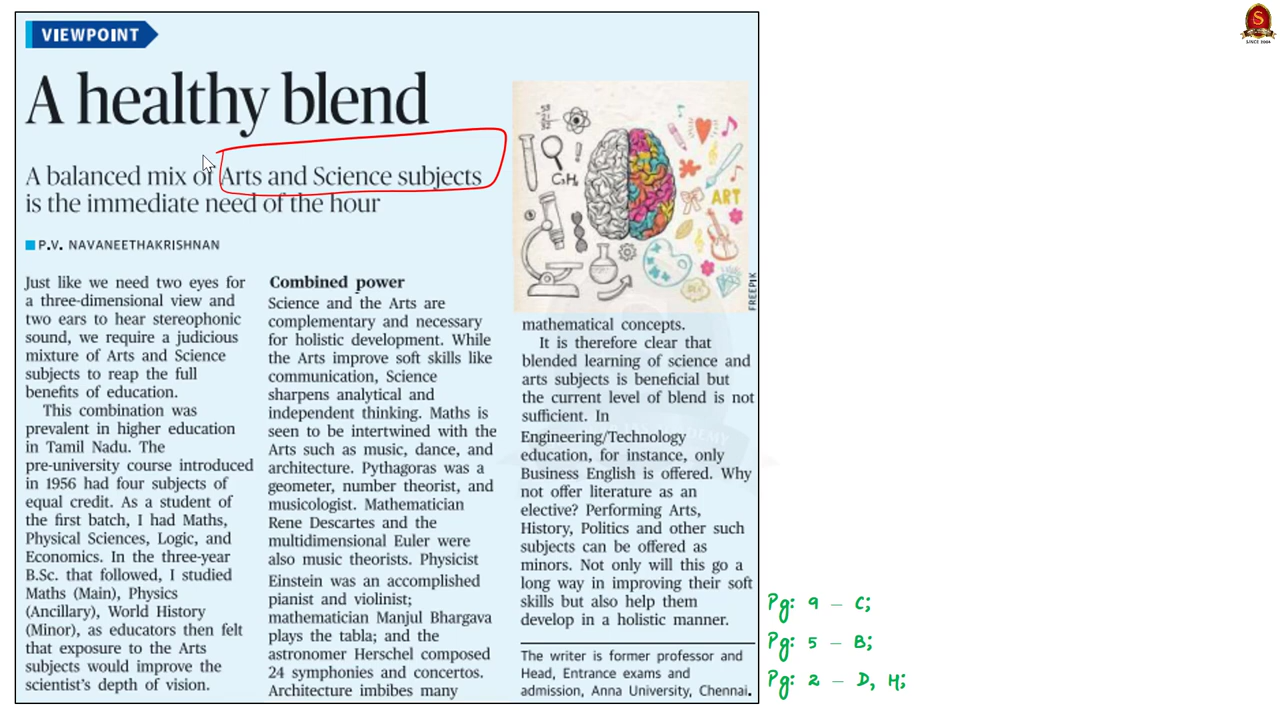 VIEWPOINT
A healthy blend
A balanced mix of Arts and Science subjects
is the immediate need of the hour
P.V. NAVANEETHAKRISHNAN
Just like we need two eyes for
a three-dimensional view and
two ears to hear stereophonic
sound, we require a judicious
mixture of Arts and Science
subjects to reap the full
benefits of education.
This combination was
prevalent in higher education
in Tamil Nadu. The
pre-university course introduced
in 1956 had four subjects of
equal credit. As a student of
the first batch, I had Maths,
Physical Sciences, Logic, and
Economics. In the three-year
B.Sc. that followed, I studied
Maths (Main), Physics
(Ancillary), World History
(Minor), as educators then felt
that exposure to the Arts
subjects would improve the
scientist's depth of vision.
Combined power
Science and the Arts are
complementary and necessary
for holistic development. While
the Arts improve soft skills like
communication, Science
sharpens analytical and
independent thinking. Maths is
seen to be intertwined with the
Arts such as music, dance, and
architecture. Pythagoras was a
geometer, number theorist, and
musicologist. Mathematician
Rene Descartes and the
multidimensional Euler were
also music theorists. Physicist
Einstein was an accomplished
pianist and violinist;
mathematician Manjul Bhargava
plays the tabla; and the
astronomer Herschel composed
24 symphonies and concertos.
Architecture imbibes many
ART
FREEPIK
mathematical concepts.
It is therefore clear that
blended learning of science and
arts subjects is beneficial but
the current level of blend is not
sufficient. In
Engineering/Technology
education, for instance, only
Business English is offered. Why
not offer literature as an
elective? Performing Arts,
History, Politics and other such
subjects can be offered as
minors. Not only will this go a
long way in improving their soft
skills but also help them
develop in a holistic manner.
The writer is former professor and
Head, Entrance exams and
admission, Anna University, Chennai.
Pg: 9 - C;
Pg: 5 - B;
Pg: 2 - D, H;
S
SINCE 2004